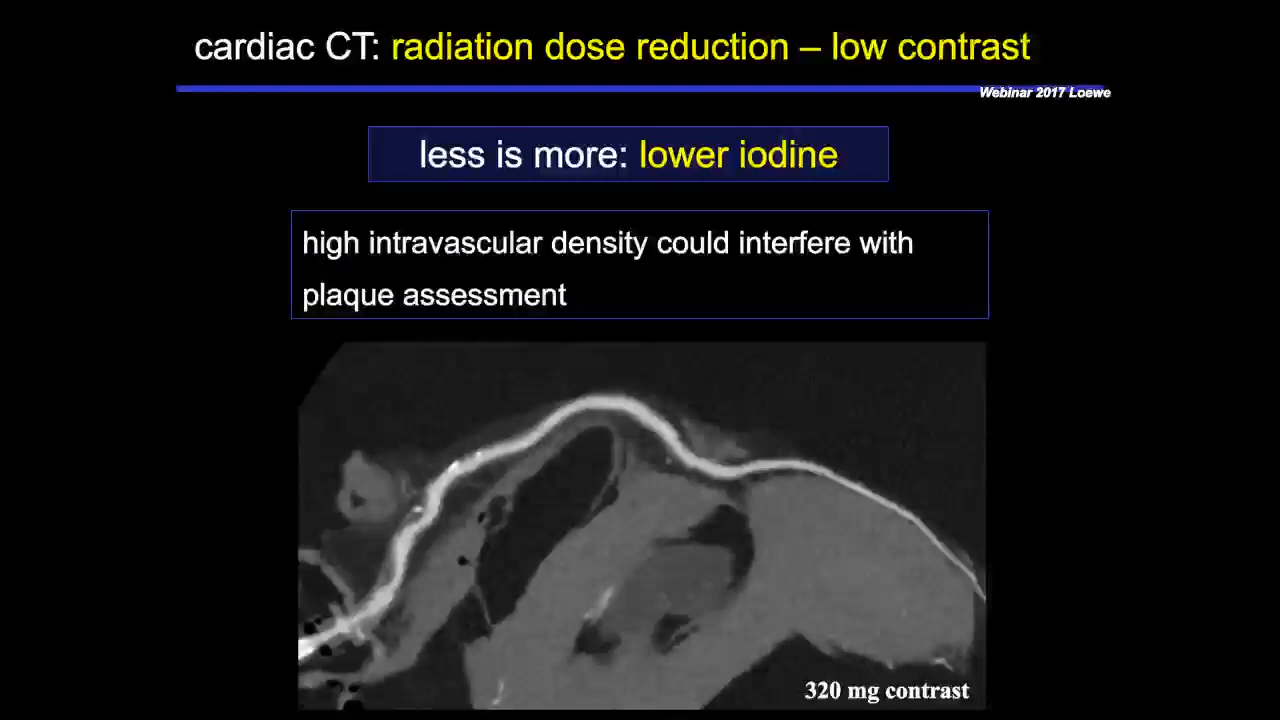 cardiac CT: radiation dose reduction – low contrast
Webinar 2017 Loewe
less is more: lower iodine
high intravascular density could interfere with
plaque assessment
320 mg contrast